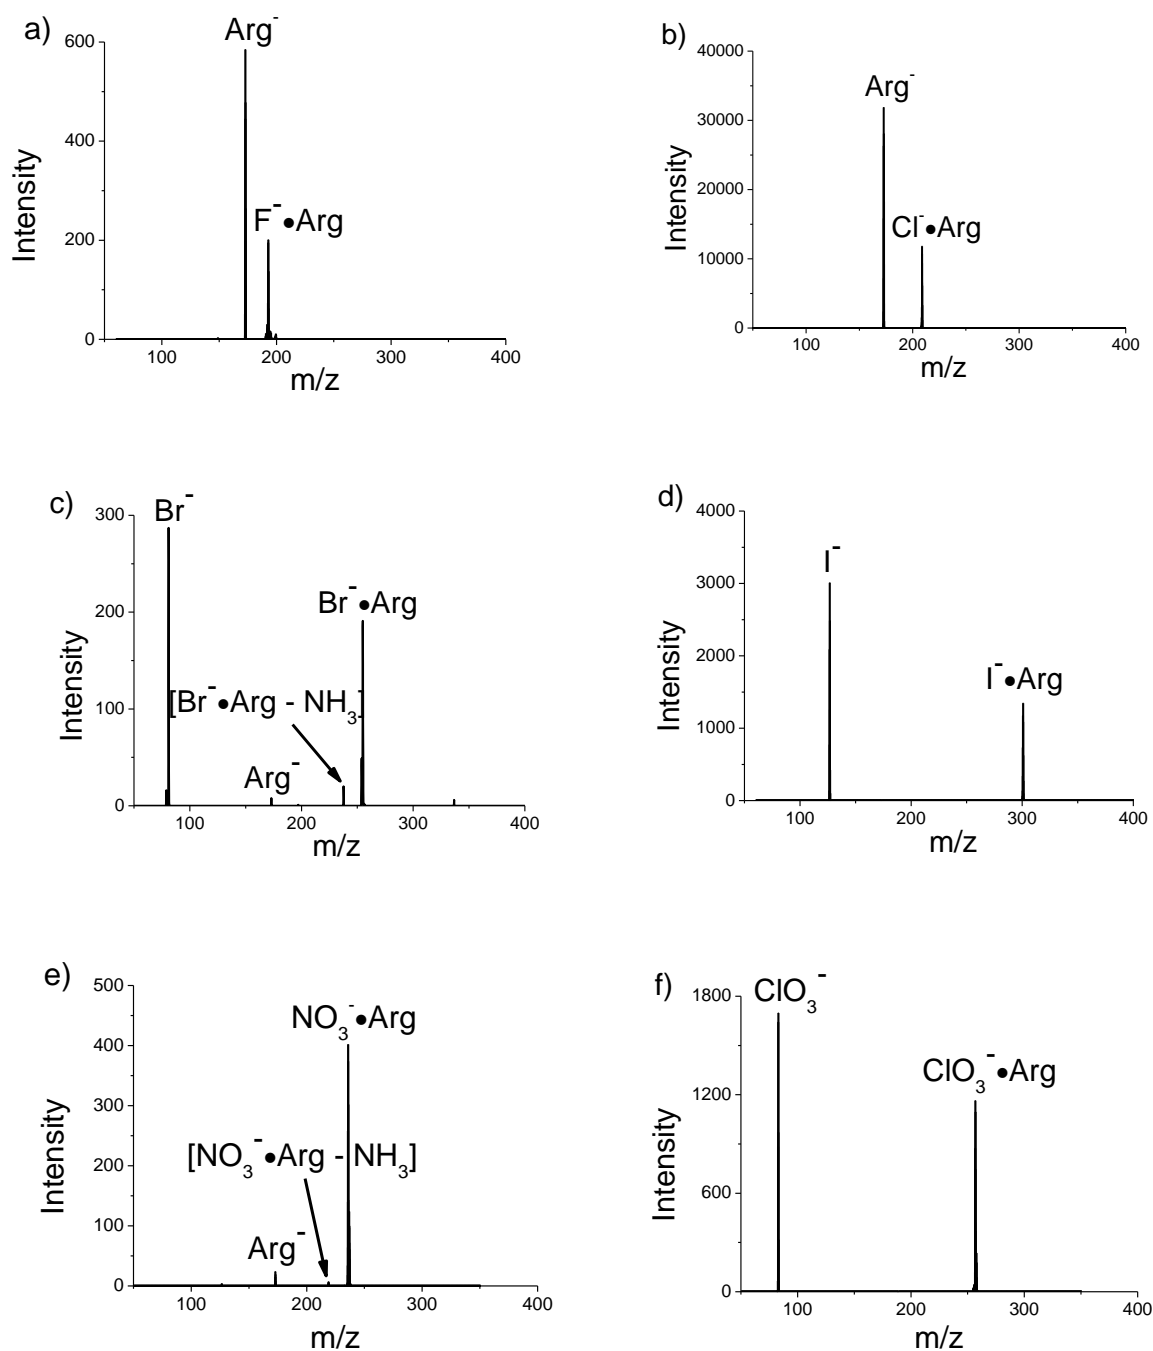 a)
Arg⁻
F⁻•Arg
600
400
200
0
100 200 300 400
Intensity
m/z
b)
Arg⁻
Cl⁻•Arg
40000
30000
20000
10000
0
100 200 300 400
Intensity
m/z
c)
Br⁻
Br⁻•Arg
[Br⁻•Arg - NH₃]
Arg⁻
300
200
100
0
100 200 300 400
Intensity
m/z
d)
I⁻
I⁻•Arg
4000
3000
2000
1000
0
100 200 300 400
Intensity
m/z
e)
NO₃⁻•Arg
[NO₃⁻•Arg - NH₃]
Arg⁻
500
400
300
200
100
0
100 200 300 400
Intensity
m/z
f)
ClO₃⁻
ClO₃⁻•Arg
1800
1200
600
0
100 200 300 400
Intensity
m/z